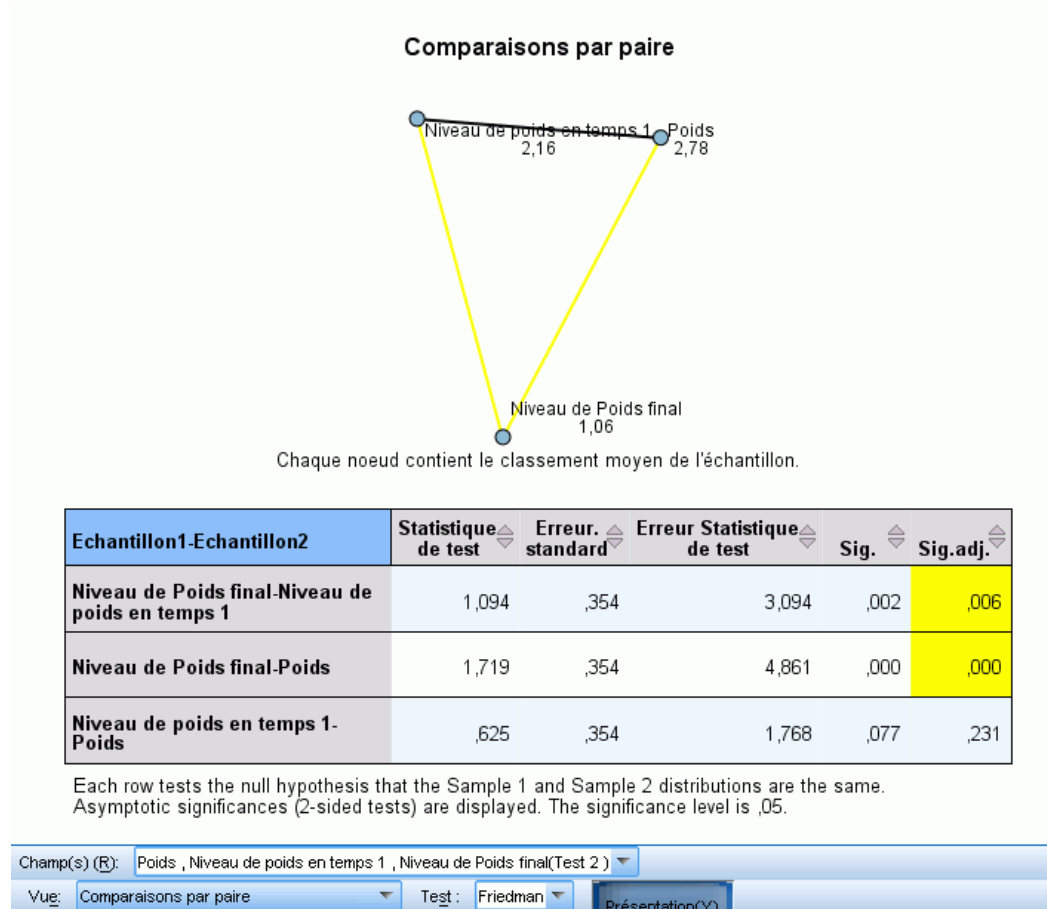 Comparaisons par paire
Niveau de poids en temps 1 Poids
2,16 2,78
Niveau de Poids final
1,06
Chaque noeud contient le classement moyen de l'échantillon.
Echantillon1-Echantillon2 Statistique de test Erreur. standard Erreur Statistique de test Sig. Sig.adj.
Niveau de Poids final-Niveau de poids en temps 1 1,094 ,354 3,094 ,002 ,006
Niveau de Poids final-Poids 1,719 ,354 4,861 ,000 ,000
Niveau de poids en temps 1-Poids ,625 ,354 1,768 ,077 ,231
Each row tests the null hypothesis that the Sample 1 and Sample 2 distributions are the same.
Asymptotic significances (2-sided tests) are displayed. The significance level is ,05.
Champ(s) (R): Poids , Niveau de poids en temps 1 , Niveau de Poids final(Test 2 )
Vue: Comparaisons par paire Test : Friedman Présentation(Y)